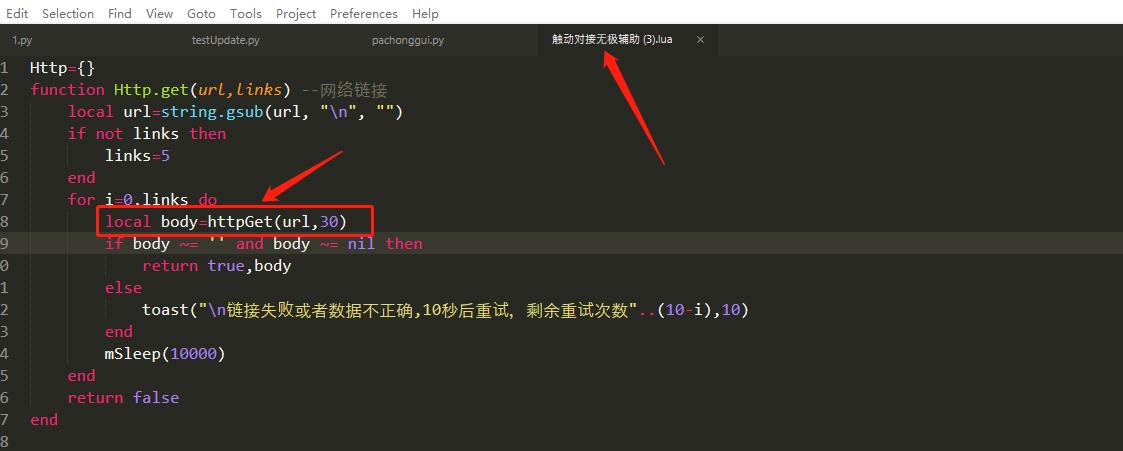 Edit Selection Find View Goto Tools Project Preferences Help
1.py testUpdate.py pachonggui.py 触动对接无极辅助 (3).lua ×
1 Http={}
2 function Http.get(url,links) --网络链接
3 local url=string.gsub(url, "\n", "")
4 if not links then
5 links=5
6 end
7 for i=0,links do
8 local body=httpGet(url,30)
9 if body ~= '' and body ~= nil then
0 return true,body
1 else
2 toast("\n链接失败或者数据不正确,10秒后重试, 剩余重试次数"..(10-i),10)
3 end
4 mSleep(10000)
5 end
6 return false
7 end
8